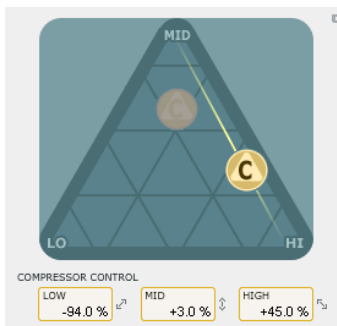 MID
C
C
LO
HI
COMPRESSOR CONTROL
LOW
MID
HIGH
-94.0 %
+3.0 %
+45.0 %